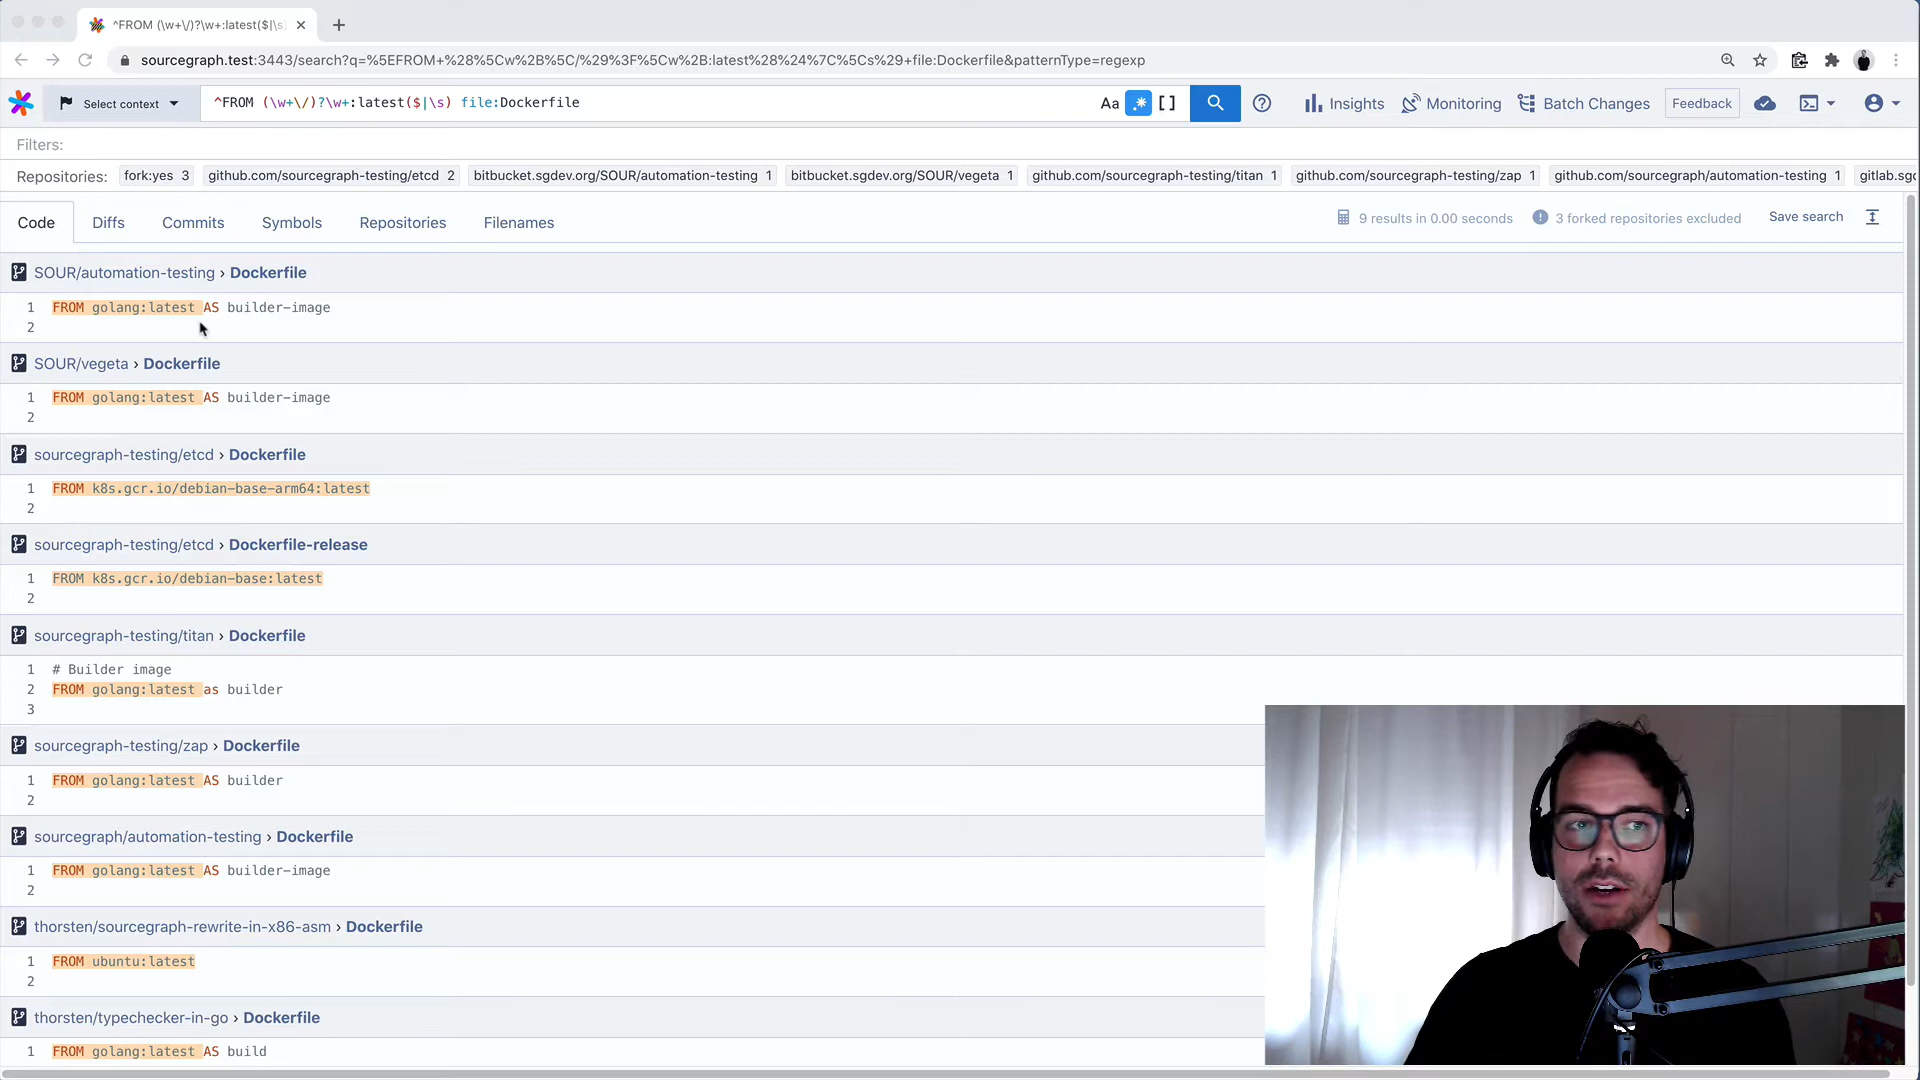 ^FROM (\w+\/)?\w+:latest($|\s
sourcegraph.test:3443/search?q=%5EFROM+%28%5Cw%2B%5C/%29%3F%5Cw%2B:latest%28%24%7C%5Cs%29+file:Dockerfile&patternType=regexp
Select context ^FROM (\w+\/)?\w+:latest($|\s) file:Dockerfile Aa .* [] Insights Monitoring Batch Changes Feedback
Filters:
Repositories: fork:yes 3 github.com/sourcegraph-testing/etcd 2 bitbucket.sgdev.org/SOUR/automation-testing 1 bitbucket.sgdev.org/SOUR/vegeta 1 github.com/sourcegraph-testing/titan 1 github.com/sourcegraph-testing/zap 1 github.com/sourcegraph/automation-testing 1 gitlab.sgd
Code Diffs Commits Symbols Repositories Filenames 9 results in 0.00 seconds 3 forked repositories excluded Save search
SOUR/automation-testing › Dockerfile
1 FROM golang:latest AS builder-image
2
SOUR/vegeta › Dockerfile
1 FROM golang:latest AS builder-image
2
sourcegraph-testing/etcd › Dockerfile
1 FROM k8s.gcr.io/debian-base-arm64:latest
2
sourcegraph-testing/etcd › Dockerfile-release
1 FROM k8s.gcr.io/debian-base:latest
2
sourcegraph-testing/titan › Dockerfile
1 # Builder image
2 FROM golang:latest as builder
3
sourcegraph-testing/zap › Dockerfile
1 FROM golang:latest AS builder
2
sourcegraph/automation-testing › Dockerfile
1 FROM golang:latest AS builder-image
2
thorsten/sourcegraph-rewrite-in-x86-asm › Dockerfile
1 FROM ubuntu:latest
2
thorsten/typechecker-in-go › Dockerfile
1 FROM golang:latest AS build